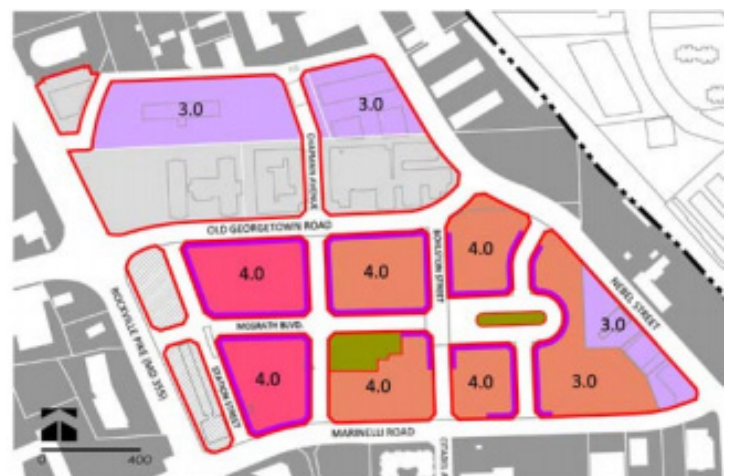 3.0
3.0
CHAPMAN AVENUE
OLD GEORGETOWN ROAD
4.0
4.0
4.0
STREET
NEBEL STREET
ROCKVILLE PIKE (MD 355)
MCGRATH BLVD.
3.0
STATION STREET
4.0
4.0
4.0
3.0
MARINELLI ROAD
0
400